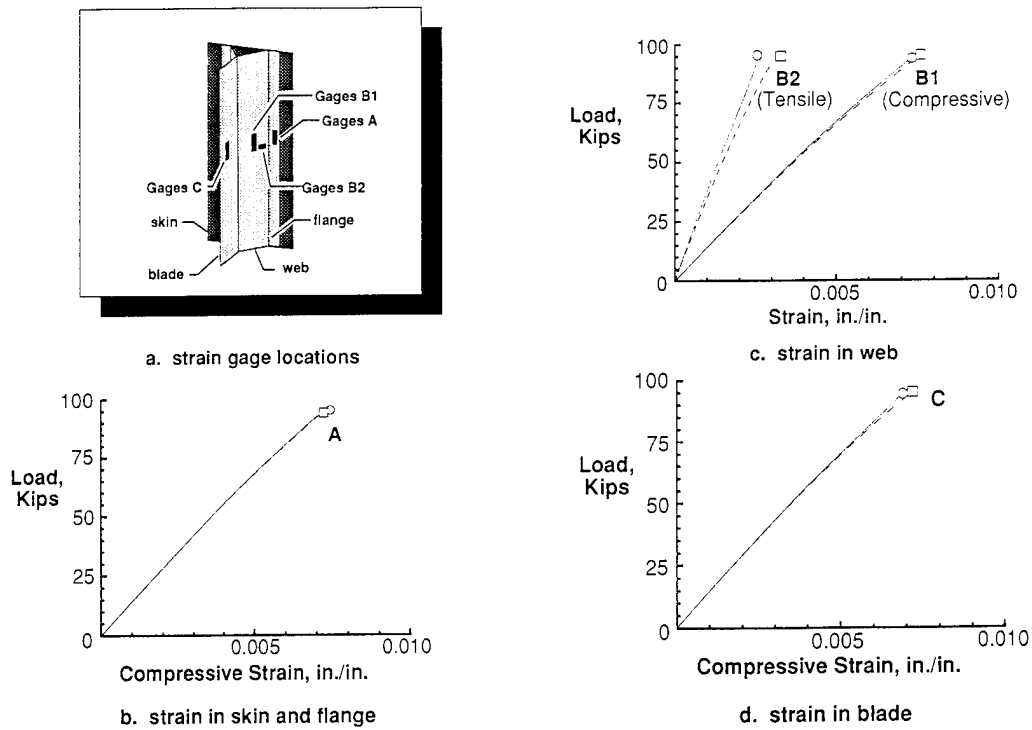 Gages B1
Gages A
Gages C
Gages B2
skin
flange
blade
web
a. strain gage locations
100
75
Load,
Kips
50
25
0
B2
(Tensile)
B1
(Compressive)
0.005
0.010
Strain, in./in.
c. strain in web
100
75
Load,
Kips
50
25
0
A
0.005
0.010
Compressive Strain, in./in.
b. strain in skin and flange
100
75
Load,
Kips
50
25
0
C
0.005
0.010
Compressive Strain, in./in.
d. strain in blade